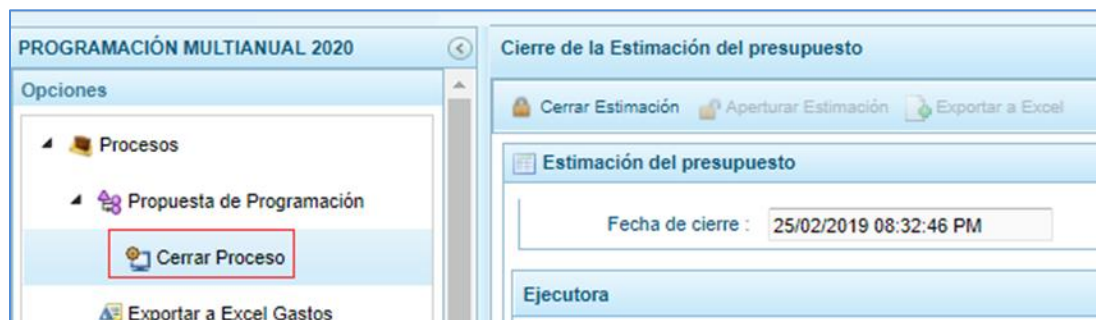 PROGRAMACIÓN MULTIANUAL 2020
Opciones
Procesos
Propuesta de Programación
Cerrar Proceso
Exportar a Excel Gastos
Cierre de la Estimación del presupuesto
Cerrar Estimación Aperturar Estimación Exportar a Excel
Estimación del presupuesto
Fecha de cierre : 25/02/2019 08:32:46 PM
Ejecutora